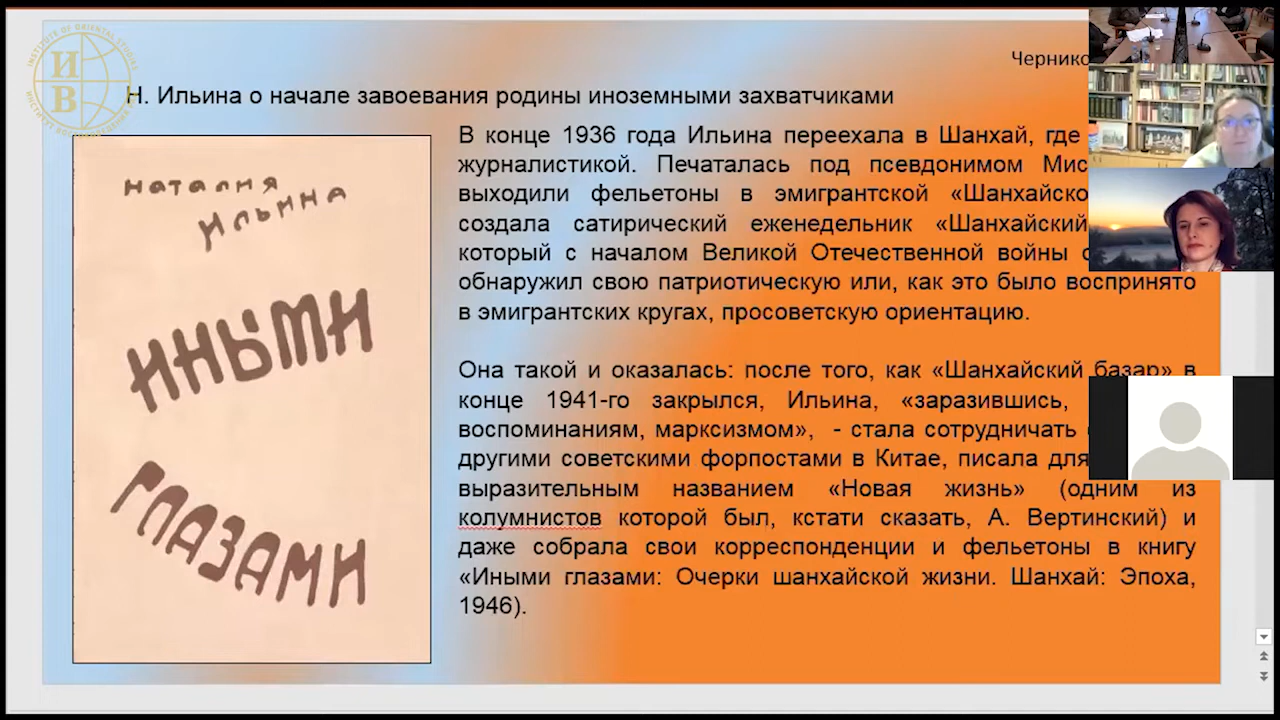 INSTITUTE OF ORIENTAL STUDIES
ИВ
Н. Ильина о начале завоевания родины иноземными захватчиками
Наталия
Ильина
Иными
глазами
В конце 1936 года Ильина переехала в Шанхай, где
журналистикой. Печаталась под псевдонимом
выходили фельетоны в эмигрантской
создала сатирический еженедельник «Шанхайский
который с началом Великой Отечественной войны
обнаружил свою патриотическую или, как это было воспринято
в эмигрантских кругах, просоветскую ориентацию.
Она такой и оказалась: после того, как «Шанхайский базар» в
конце 1941-го закрылся, Ильина, «заразившись,
воспоминаниям, марксизмом», - стала сотрудничать
другими советскими форпостами в Китае, писала для
выразительным названием «Новая жизнь» (одним из
колумнистов которой был, кстати сказать, А. Вертинский) и
даже собрала свои корреспонденции и фельетоны в книгу
«Иными глазами: Очерки шанхайской жизни. Шанхай: Эпоха,
1946).